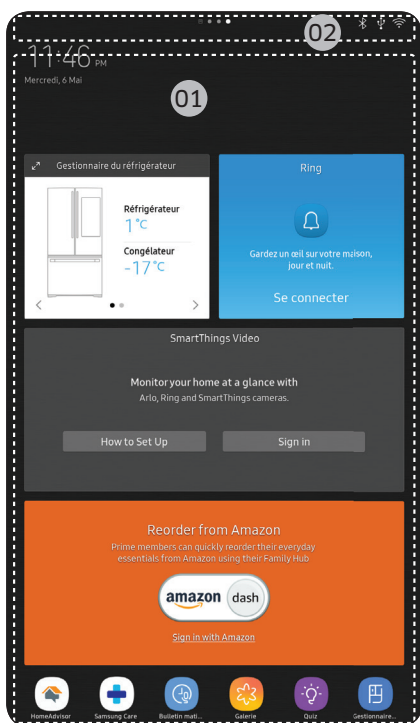 02
11:46 PM
Mercredi, 6 Mai
01
Gestionnaire du réfrigérateur
Réfrigérateur
1°C
Congélateur
-17°C
Ring
Gardez un œil sur votre maison,
jour et nuit.
Se connecter
SmartThings Video
Monitor your home at a glance with
Arlo, Ring and SmartThings cameras.
How to Set Up
Sign in
Reorder from Amazon
Prime members can quickly reorder their everyday
essentials from Amazon using their Family Hub
amazon
dash
Sign in with Amazon
HomeAdvisor
Samsung Care
Bulletin mati...
Galerie
Quiz
Gestionnaire...